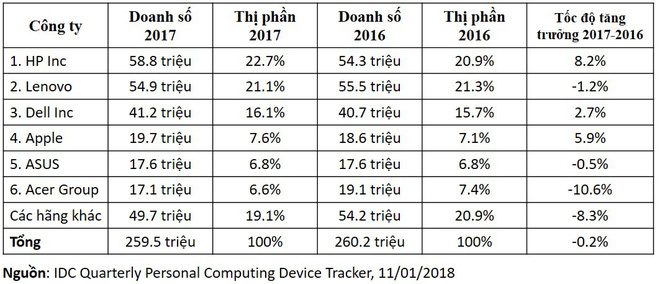 Công ty Doanh số 2017 Thị phần 2017 Doanh số 2016 Thị phần 2016 Tốc độ tăng trưởng 2017-2016
1. HP Inc 58.8 triệu 22.7% 54.3 triệu 20.9% 8.2%
2. Lenovo 54.9 triệu 21.1% 55.5 triệu 21.3% -1.2%
3. Dell Inc 41.2 triệu 16.1% 40.7 triệu 15.7% 2.7%
4. Apple 19.7 triệu 7.6% 18.6 triệu 7.1% 5.9%
5. ASUS 17.6 triệu 6.8% 17.6 triệu 6.8% -0.5%
6. Acer Group 17.1 triệu 6.6% 19.1 triệu 7.4% -10.6%
Các hãng khác 49.7 triệu 19.1% 54.2 triệu 20.9% -8.3%
Tổng 259.5 triệu 100% 260.2 triệu 100% -0.2%
Nguồn: IDC Quarterly Personal Computing Device Tracker, 11/01/2018